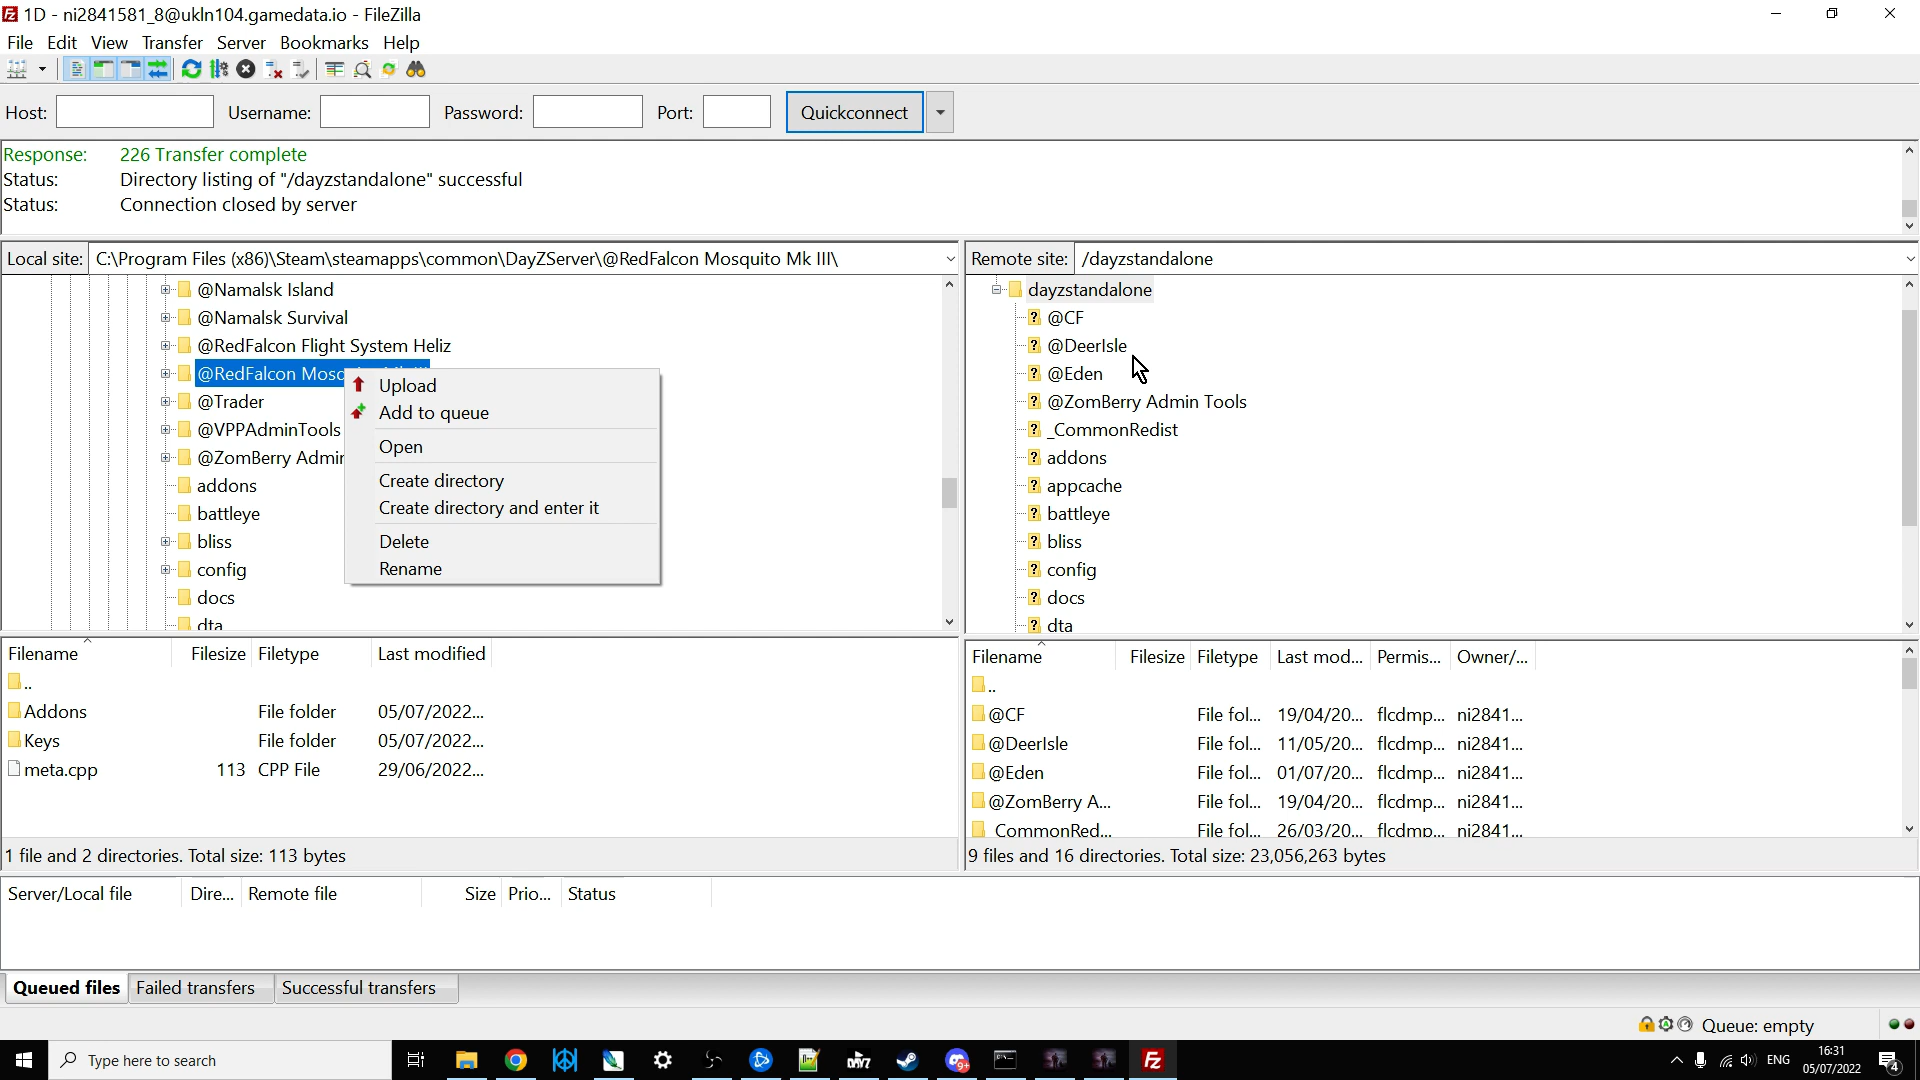 1D - ni2841581_8@ukln104.gamedata.io - FileZilla
File Edit View Transfer Server Bookmarks Help
Host: Username: Password: Port: Quickconnect
Response: 226 Transfer complete
Status: Directory listing of "/dayzstandalone" successful
Status: Connection closed by server
Local site: C:\Program Files (x86)\Steam\steamapps\common\DayZServer\@RedFalcon Mosquito Mk III\
@Namalsk Island
@Namalsk Survival
@RedFalcon Flight System Heliz
@RedFalcon Mosq
@Trader
@VPPAdminTools
@ZomBerry Admin
addons
battleye
bliss
config
docs
dta
Upload
Add to queue
Open
Create directory
Create directory and enter it
Delete
Rename
Remote site: /dayzstandalone
dayzstandalone
@CF
@DeerIsle
@Eden
@ZomBerry Admin Tools
_CommonRedist
addons
appcache
battleye
bliss
config
docs
dta
Filename Filesize Filetype Last modified
..
Addons File folder 05/07/2022...
Keys File folder 05/07/2022...
meta.cpp 113 CPP File 29/06/2022...
1 file and 2 directories. Total size: 113 bytes
Filename Filesize Filetype Last mod... Permis... Owner/...
..
@CF File fol... 19/04/20... flcdmp... ni2841...
@DeerIsle File fol... 11/05/20... flcdmp... ni2841...
@Eden File fol... 01/07/20... flcdmp... ni2841...
@ZomBerry A... File fol... 19/04/20... flcdmp... ni2841...
_CommonRed... File fol... 26/03/20... flcdmp... ni2841...
9 files and 16 directories. Total size: 23,056,263 bytes
Server/Local file Dire... Remote file Size Prio... Status
Queued files Failed transfers Successful transfers
Queue: empty
Type here to search
DAYZ
ENG
16:31
05/07/2022
4